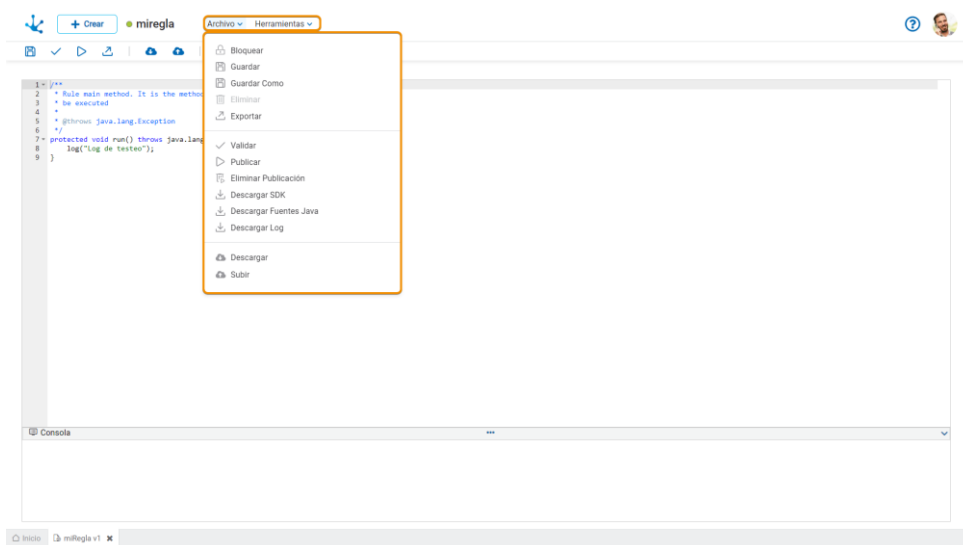 + Crear
miregla
Archivo Herramientas
Bloquear
Guardar
Guardar Como
Eliminar
Exportar
Validar
Publicar
Eliminar Publicación
Descargar SDK
Descargar Fuentes Java
Descargar Log
Descargar
Subir
1 /**
2 * Rule main method. It is the metho
3 * be executed
4 *
5 * @throws java.lang.Exception
6 */
7 protected void run() throws java.lang
8 log("Log de testeo");
9 }
Consola
Inicio miRegla v1